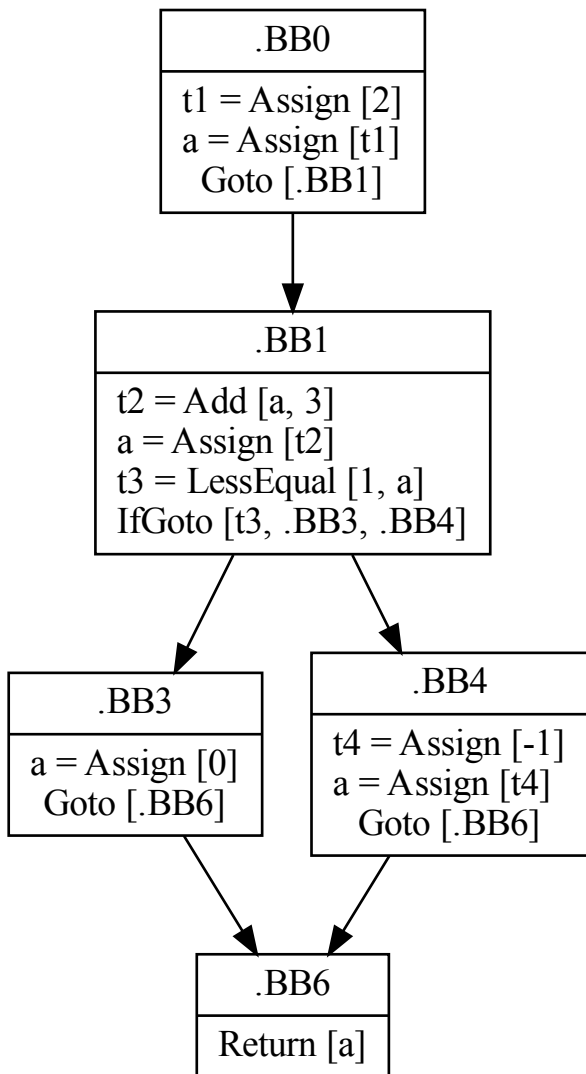 .BB0
t1 = Assign [2]
a = Assign [t1]
Goto [.BB1]
.BB1
t2 = Add [a, 3]
a = Assign [t2]
t3 = LessEqual [1, a]
IfGoto [t3, .BB3, .BB4]
.BB3
a = Assign [0]
Goto [.BB6]
.BB4
t4 = Assign [-1]
a = Assign [t4]
Goto [.BB6]
.BB6
Return [a]